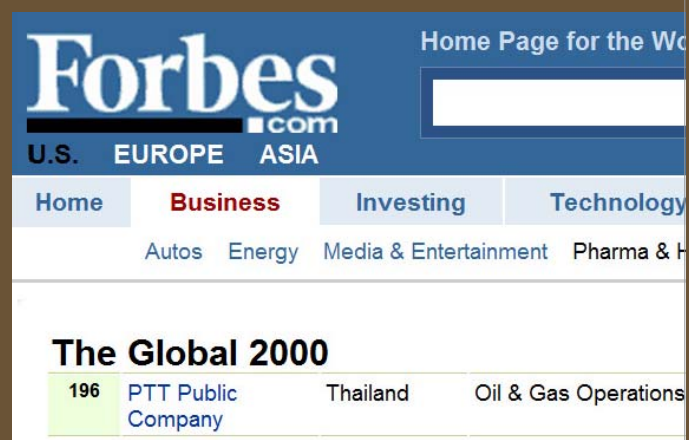 Forbes
.com
Home Page for the Wo
U.S. EUROPE ASIA
Home Business Investing Technology
Autos Energy Media & Entertainment Pharma & H
The Global 2000
196 PTT Public Thailand Oil & Gas Operations
Company